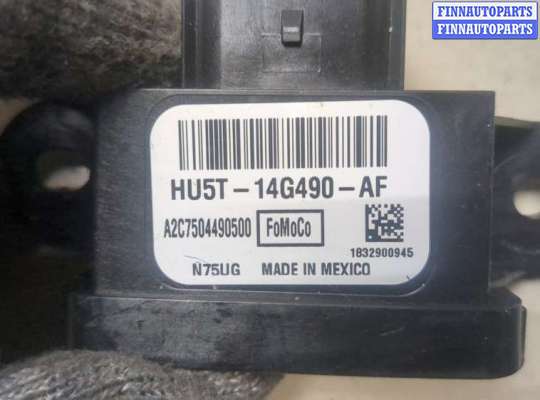 FINNAUTOPARTS
FINNAUTOPARTS
HU5T-14G490-AF
A2C7504490500 FoMoCo
1832900945
N75UG MADE IN MEXICO